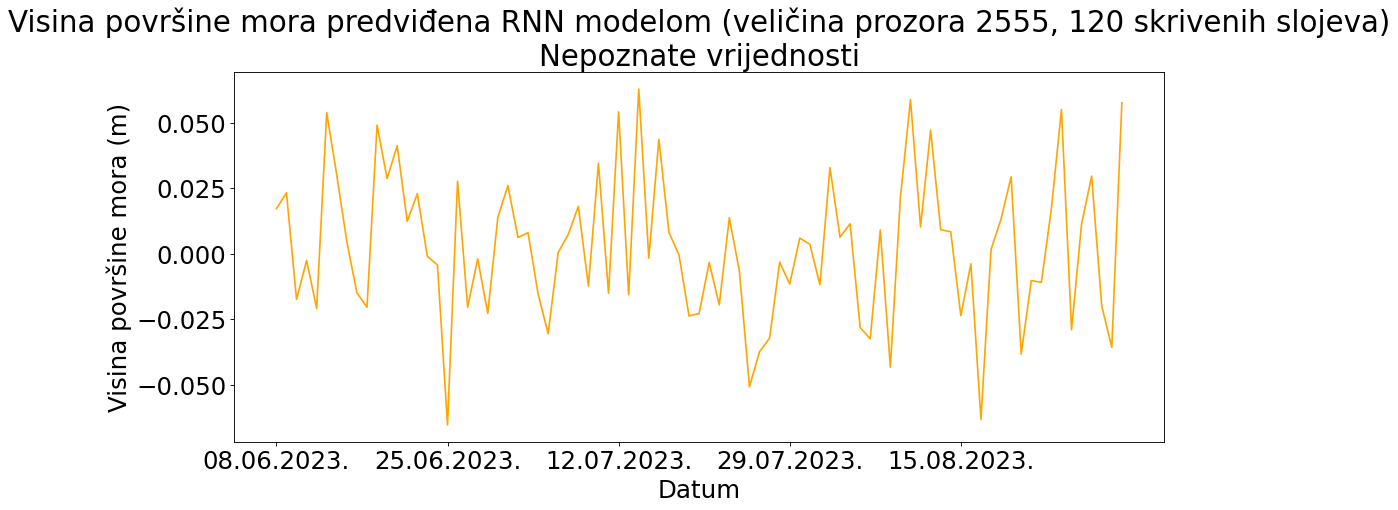 Visina površine mora predviđena RNN modelom (veličina prozora 2555, 120 skrivenih slojeva)
Nepoznate vrijednosti
Visina površine mora (m)
0.050
0.025
0.000
−0.025
−0.050
08.06.2023. 25.06.2023. 12.07.2023. 29.07.2023. 15.08.2023.
Datum